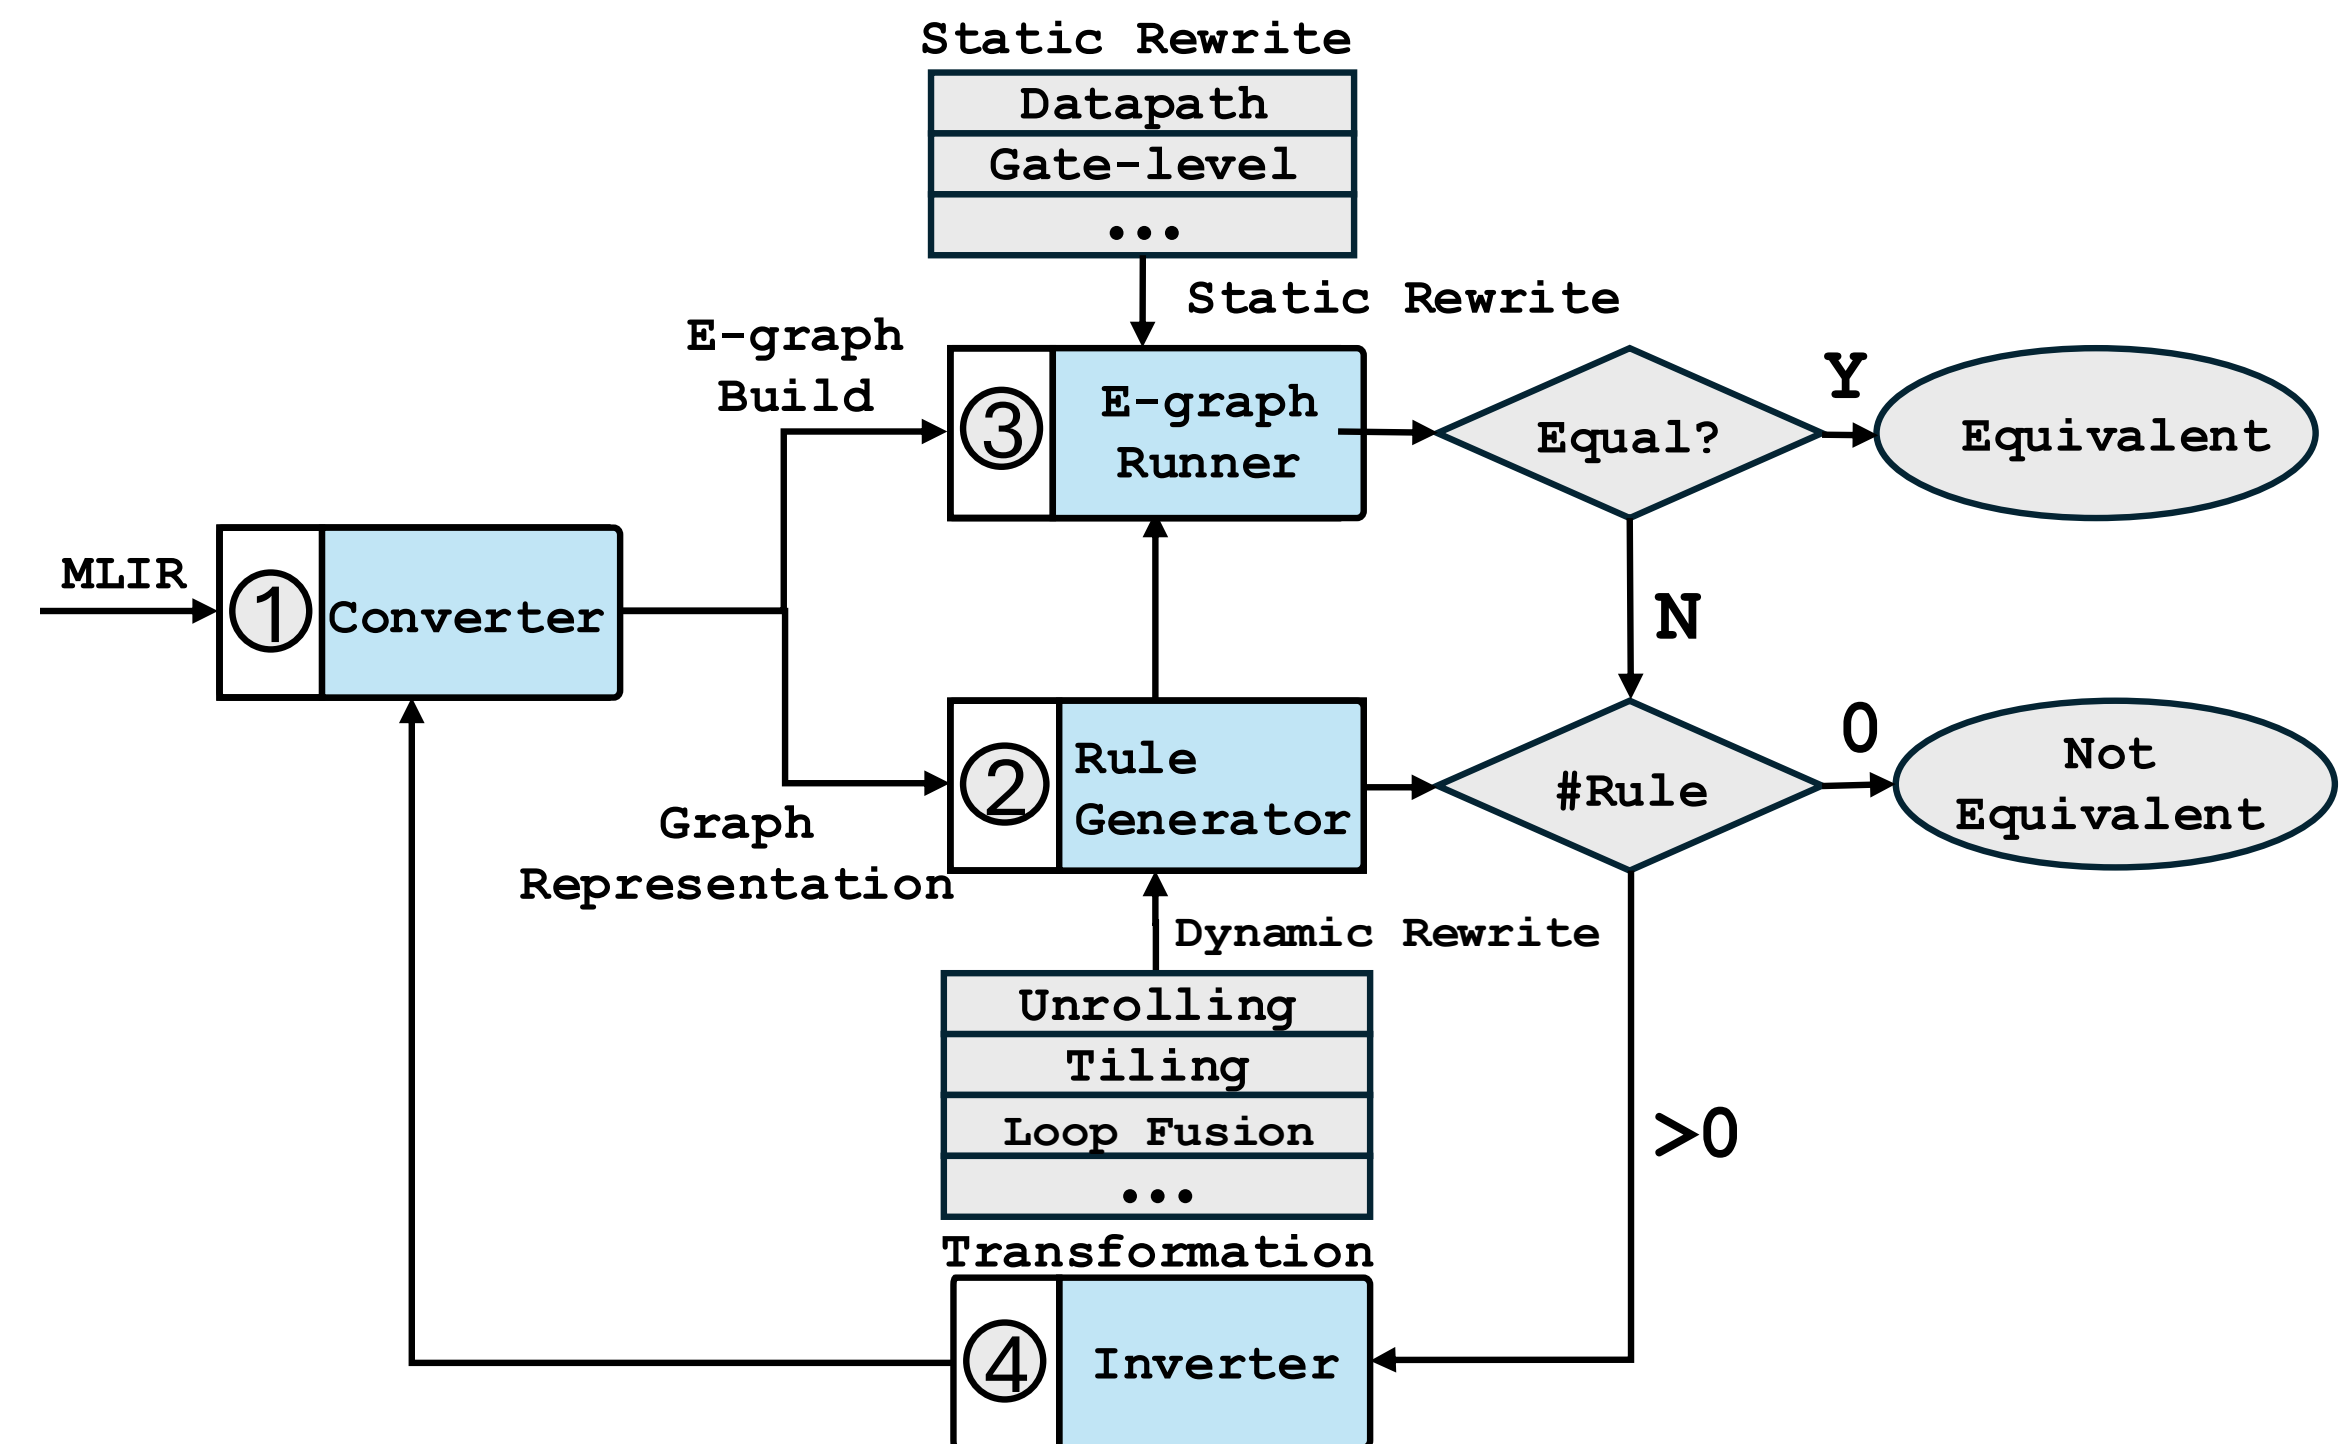 Static Rewrite
Datapath
Gate-level
...
Static Rewrite
E-graph
Build
③
E-graph
Runner
Equal?
Y
Equivalent
MLIR
①
Converter
N
②
Rule
Generator
#Rule
0
Not
Equivalent
Graph
Representation
Dynamic Rewrite
Unrolling
Tiling
Loop Fusion
...
>0
Transformation
④
Inverter